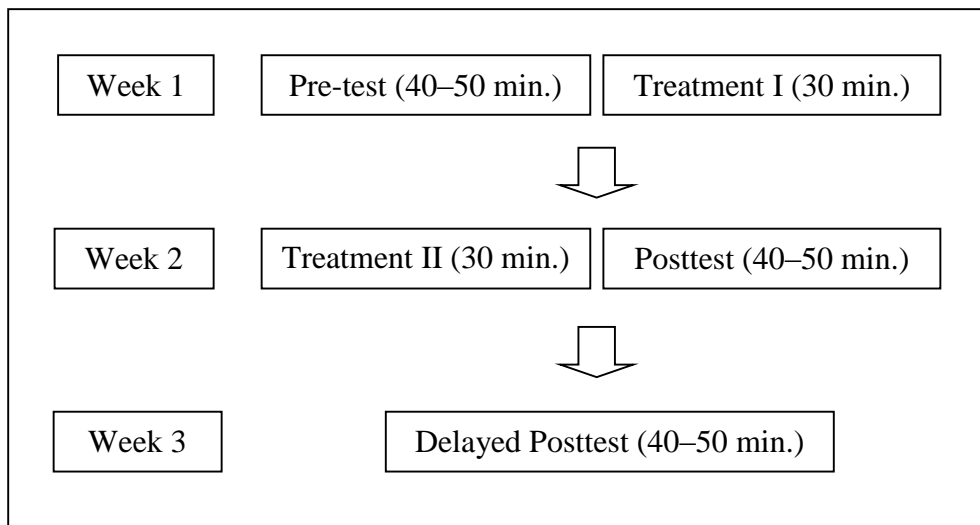 Week 1
Pre-test (40–50 min.)
Treatment I (30 min.)
Week 2
Treatment II (30 min.)
Posttest (40–50 min.)
Week 3
Delayed Posttest (40–50 min.)